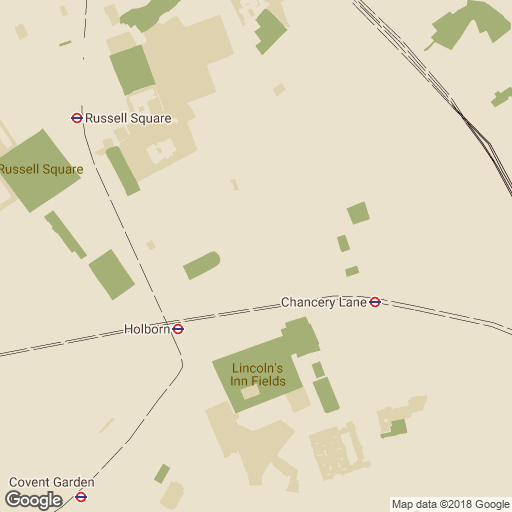 Russell Square
Russell Square
Chancery Lane
Holborn
Lincoln's
Inn Fields
Covent Garden
Google
Map data ©2018 Google